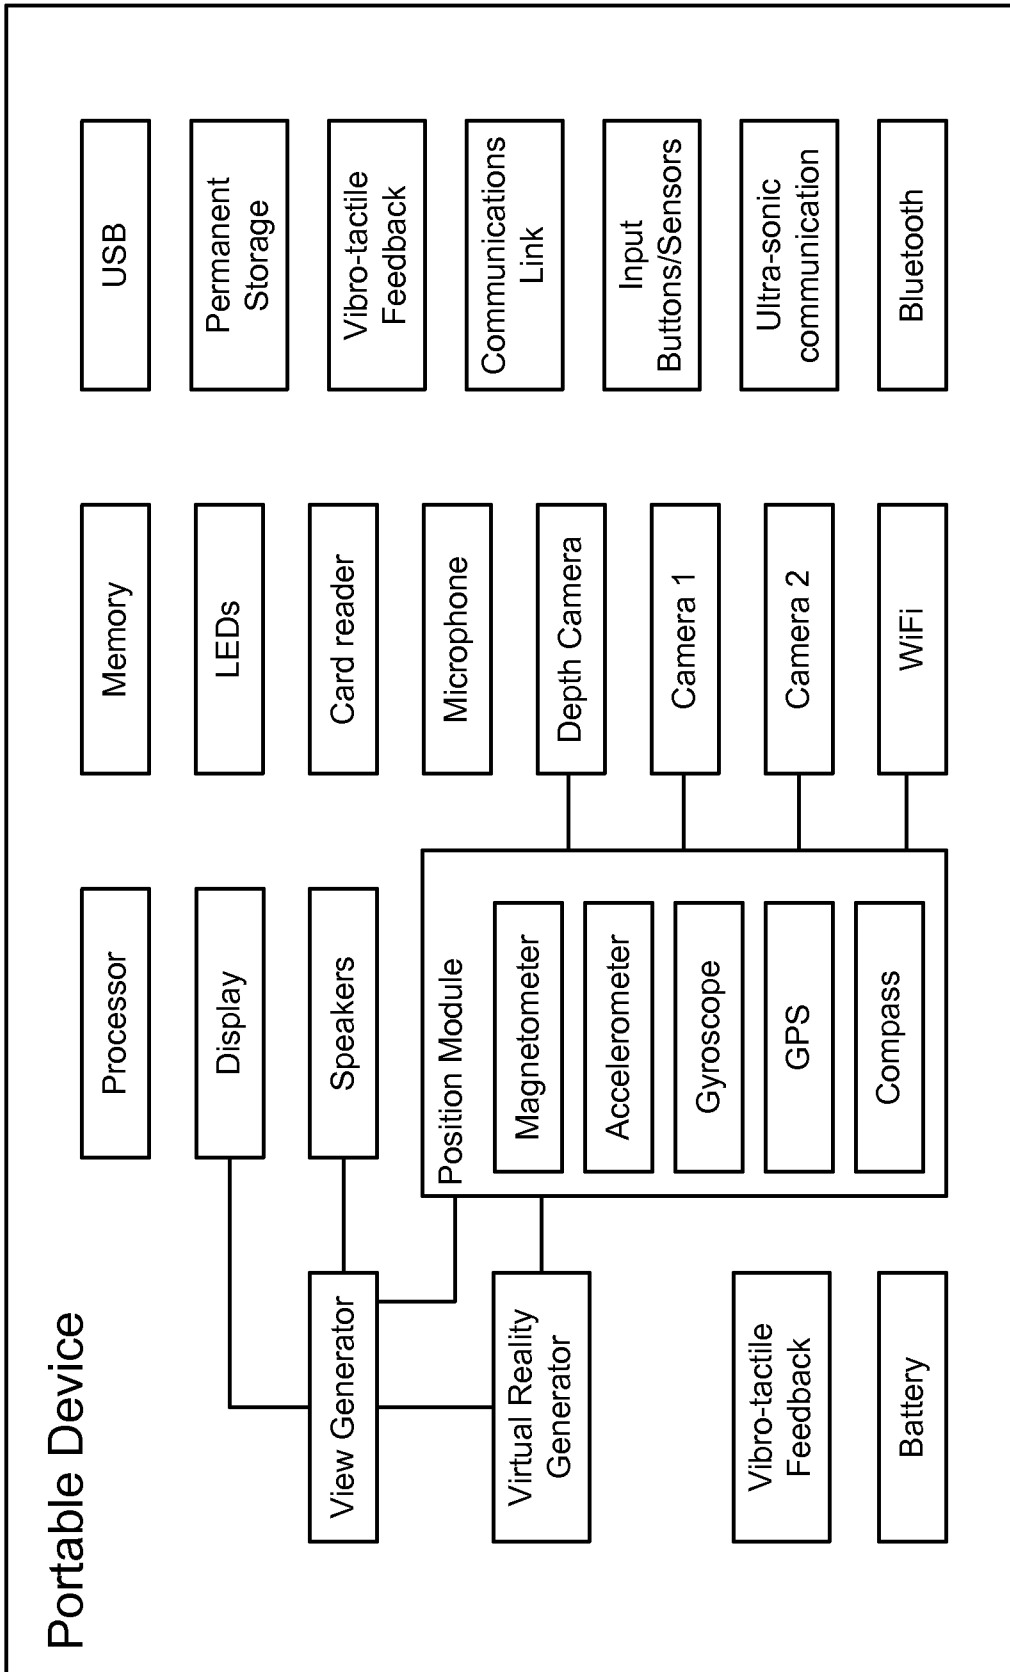 Portable Device
Processor
Memory
USB
Display
LEDs
Permanent
Storage
View Generator
Speakers
Card reader
Vibro-tactile
Feedback
Position Module
Microphone
Communications
Link
Virtual Reality
Generator
Magnetometer
Depth Camera
Accelerometer
Input
Buttons/Sensors
Gyroscope
Camera 1
Vibro-tactile
Feedback
GPS
Camera 2
Ultra-sonic
communication
Battery
Compass
WiFi
Bluetooth